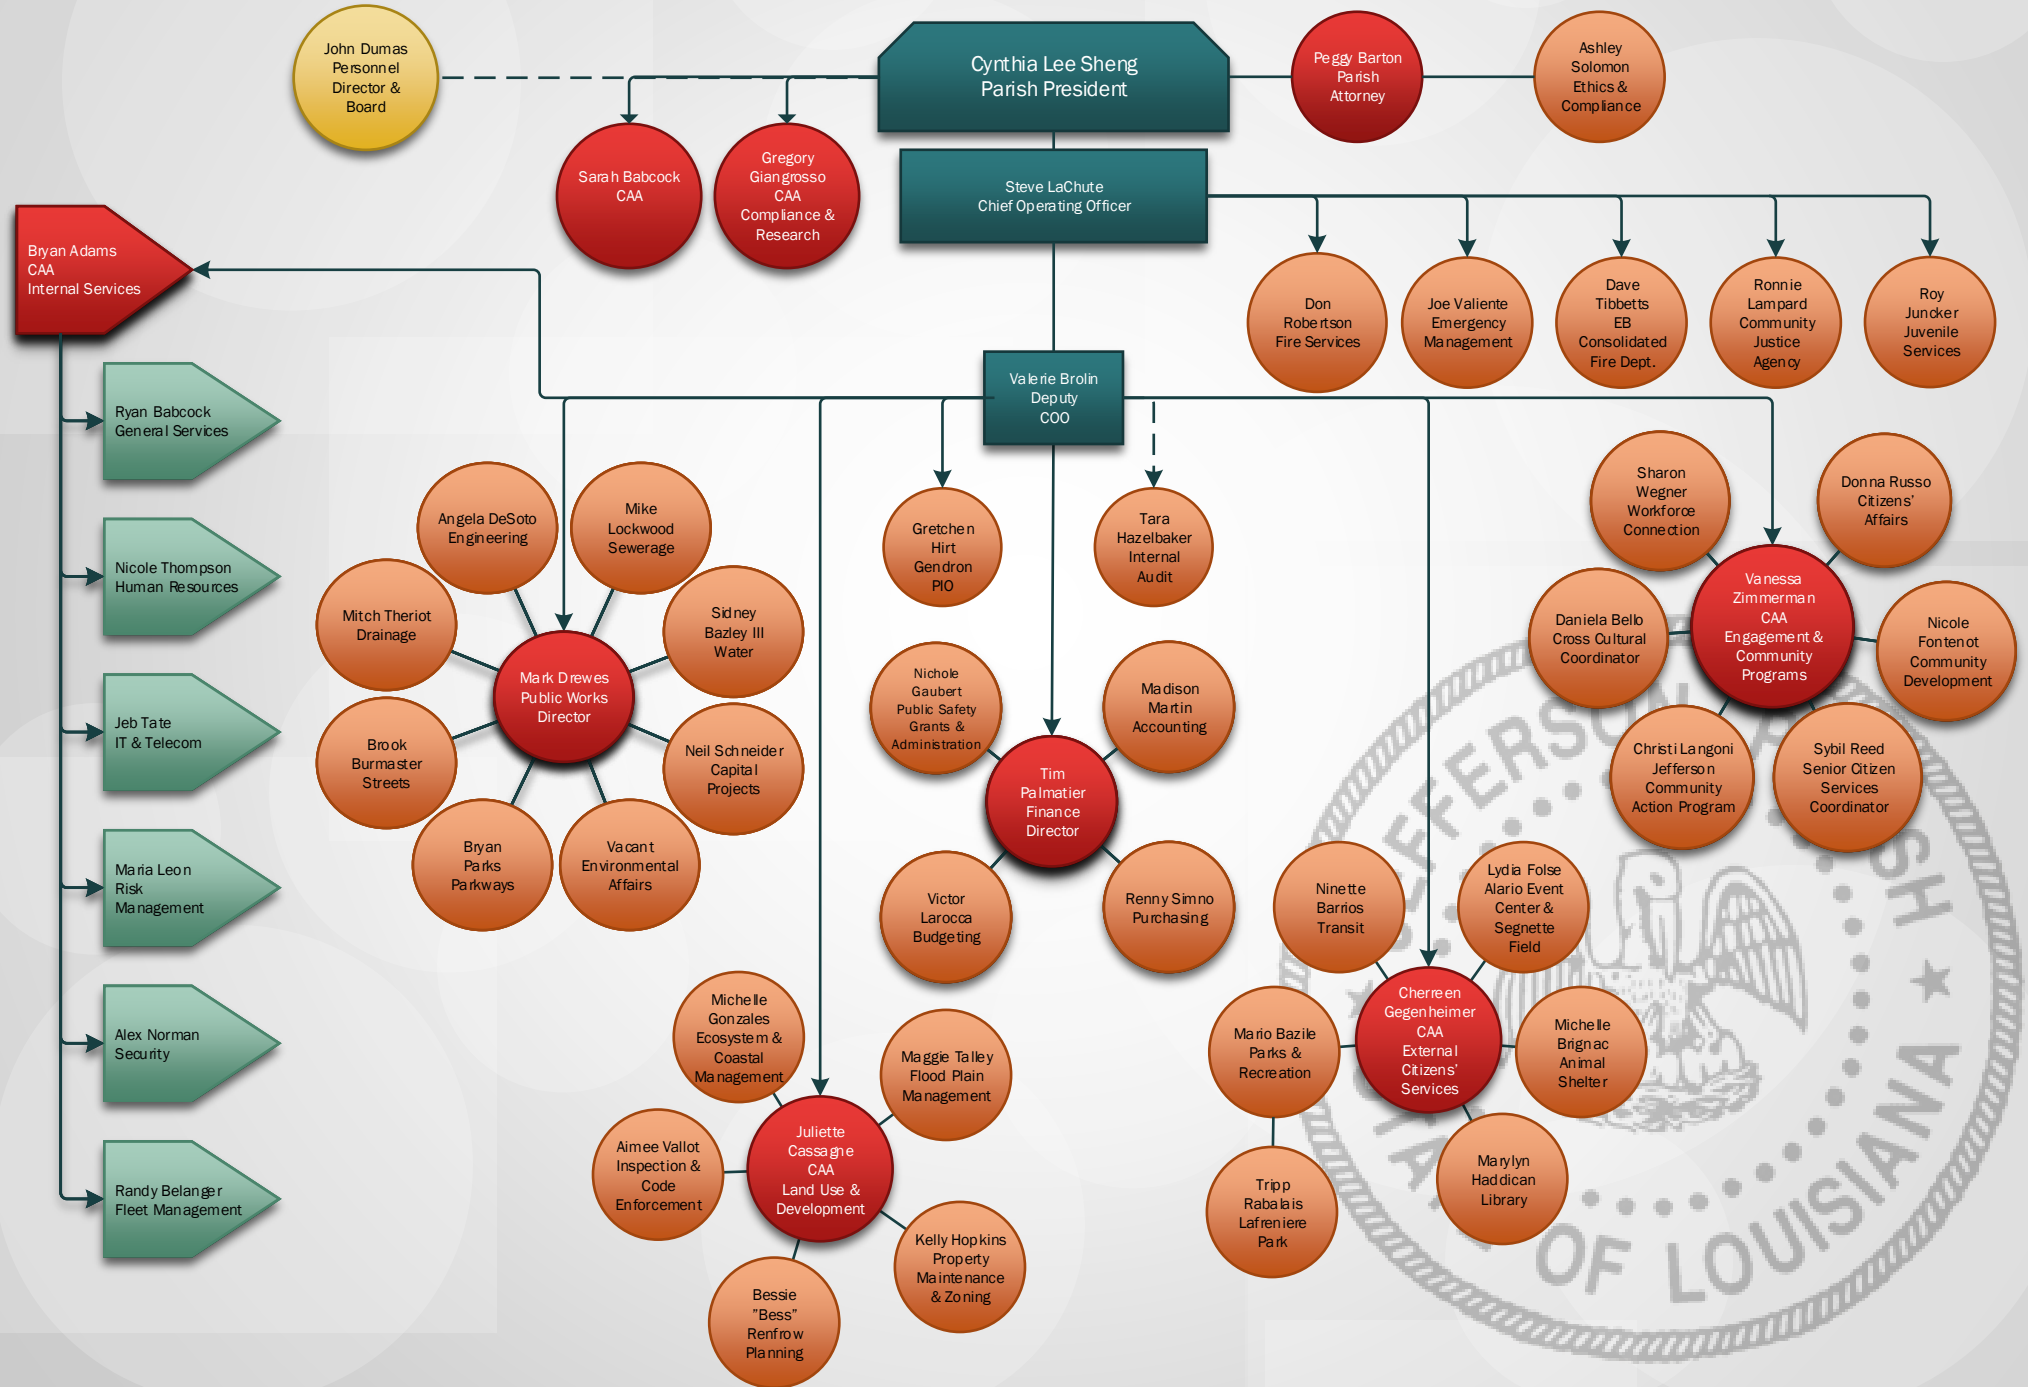 John Dumas
Personnel
Director &
Board
Cynthia Lee Sheng
Parish President
Peggy Barton
Parish
Attorney
Ashley
Solomon
Ethics &
Compliance
Sarah Babcock
CAA
Gregory
Giangrosso
CAA
Compliance &
Research
Steve LaChute
Chief Operating Officer
Bryan Adams
CAA
Internal Services
Don
Robertson
Fire Services
Joe Valiente
Emergency
Management
Dave
Tibbetts
EB
Consolidated
Fire Dept.
Ronnie
Lampard
Community
Justice
Agency
Roy
Juncker
Juvenile
Services
Valerie Brolin
Deputy
COO
Ryan Babcock
General Services
Nicole Thompson
Human Resources
Jeb Tate
IT & Telecom
Maria Leon
Risk
Management
Alex Norman
Security
Randy Belanger
Fleet Management
Angela DeSoto
Engineering
Mike
Lockwood
Sewerage
Mitch Theriot
Drainage
Sidney
Bazley III
Water
Mark Drewes
Public Works
Director
Brook
Burmaster
Streets
Neil Schneider
Capital
Projects
Bryan
Parks
Parkways
Vacant
Environmental
Affairs
Gretchen
Hirt
Gendron
PIO
Tara
Hazelbaker
Internal
Audit
Nichole
Gaubert
Public Safety
Grants &
Administration
Madison
Martin
Accounting
Tim
Palmatier
Finance
Director
Victor
Larocca
Budgeting
Renny Simno
Purchasing
Sharon
Wegner
Workforce
Connection
Donna Russo
Citizens'
Affairs
Daniela Bello
Cross Cultural
Coordinator
Vanessa
Zimmerman
CAA
Engagement &
Community
Programs
Nicole
Fontenot
Community
Development
Christi Langoni
Jefferson
Community
Action Program
Sybil Reed
Senior Citizen
Services
Coordinator
Michelle
Gonzales
Ecosystem &
Coastal
Management
Maggie Talley
Flood Plain
Management
Aimee Vallot
Inspection &
Code
Enforcement
Juliette
Cassagne
CAA
Land Use &
Development
Kelly Hopkins
Property
Maintenance
& Zoning
Bessie
"Bess"
Renfrow
Planning
Ninette
Barrios
Transit
Lydia Folse
Alario Event
Center &
Segnette
Field
Mario Bazile
Parks &
Recreation
Cherreen
Gegenheimer
CAA
External
Citizens'
Services
Michelle
Brignac
Animal
Shelter
Tripp
Rabalais
Lafreniere
Park
Marylyn
Haddican
Library
OF LOUISIANA